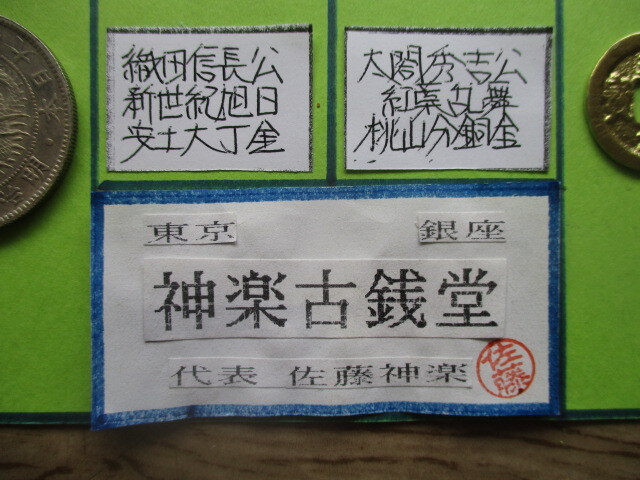 織田信長公
新世紀旭日
安土大丁金
太閤秀吉公
紅葉乱舞
桃山分銅金
東京 銀座
神楽古銭堂
代表 佐藤神楽
佐藤